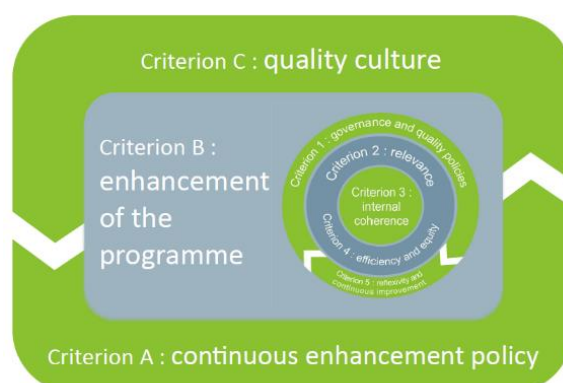 Criterion C : quality culture
Criterion B :
enhancement
of the
programme
Criterion 1 : governance and quality policies
Criterion 2 : relevance
Criterion 3 :
internal
coherence
Criterion 4 : efficiency and equity
Criterion 5 : reflexivity and
continuous improvement
Criterion A : continuous enhancement policy